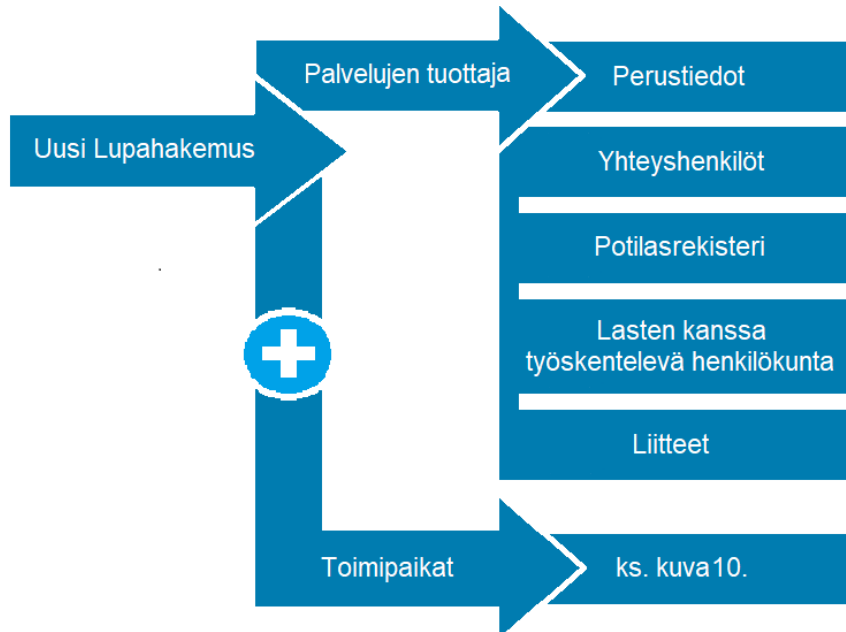 Palvelujen tuottaja
Perustiedot
Uusi Lupahakemus
Yhteyshenkilöt
Potilasrekisteri
Lasten kanssa
työskentelevä henkilökunta
Liitteet
Toimipaikat
ks. kuva10.